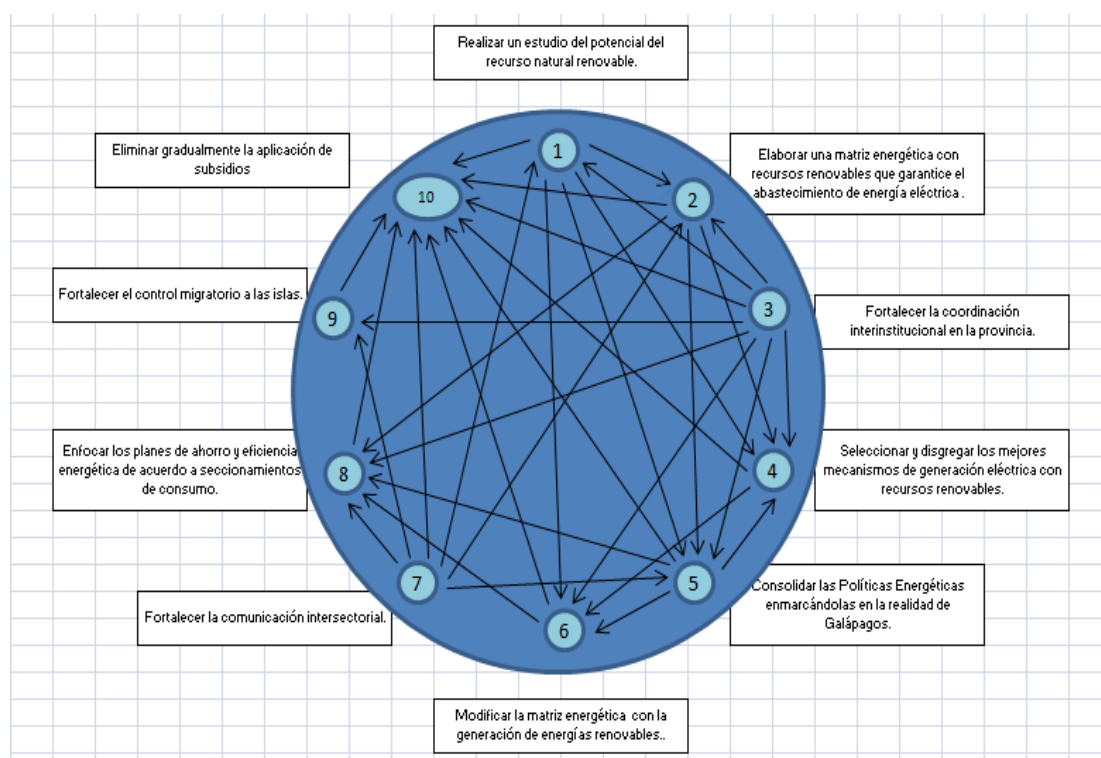 Realizar un estudio del potencial del
recurso natural renovable.
Eliminar gradualmente la aplicación de
subsidios
Elaborar una matriz energética con
recursos renovables que garantice el
abastecimiento de energía eléctrica .
1
10
2
Fortalecer el control migratorio a las islas.
9
3
Fortalecer la coordinación
interinstitucional en la provincia.
Enfocar los planes de ahorro y eficiencia
energética de acuerdo a seccionamientos
de consumo.
8
4
Seleccionar y disgregar los mejores
mecanismos de generación eléctrica con
recursos renovables.
Fortalecer la comunicación intersectorial.
7
5
Consolidar las Políticas Energéticas
enmarcándolas en la realidad de
Galápagos.
6
Modificar la matriz energética con la
generación de energías renovables..